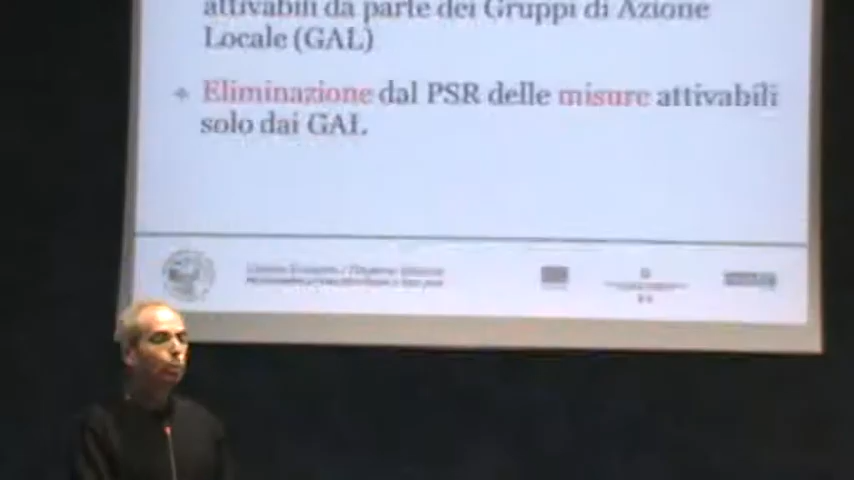 attivabili da parte dei Gruppi di Azione
Locale (GAL)
Eliminazione dal PSR delle misure attivabili
solo dai GAL